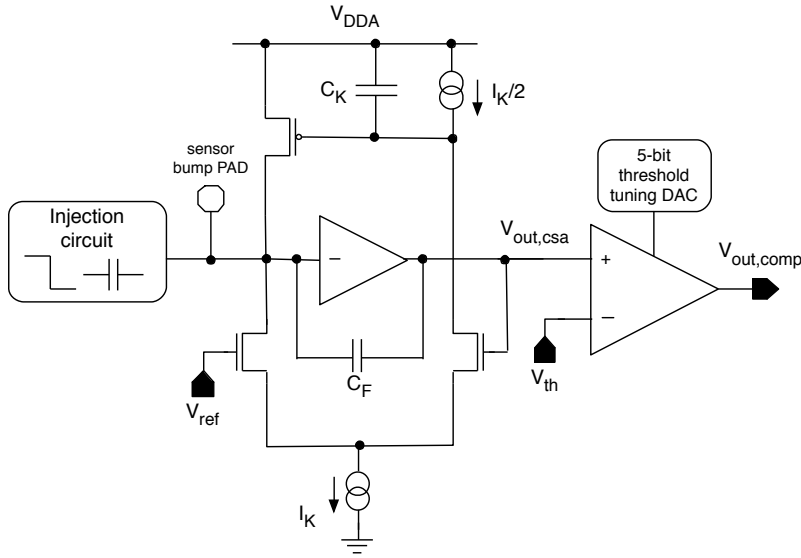 V_DDA
C_K
I_K/2
sensor
bump PAD
5-bit
threshold
tuning DAC
Injection
circuit
V_out,csa
V_out,comp
−
+
−
C_F
V_ref
V_th
I_K